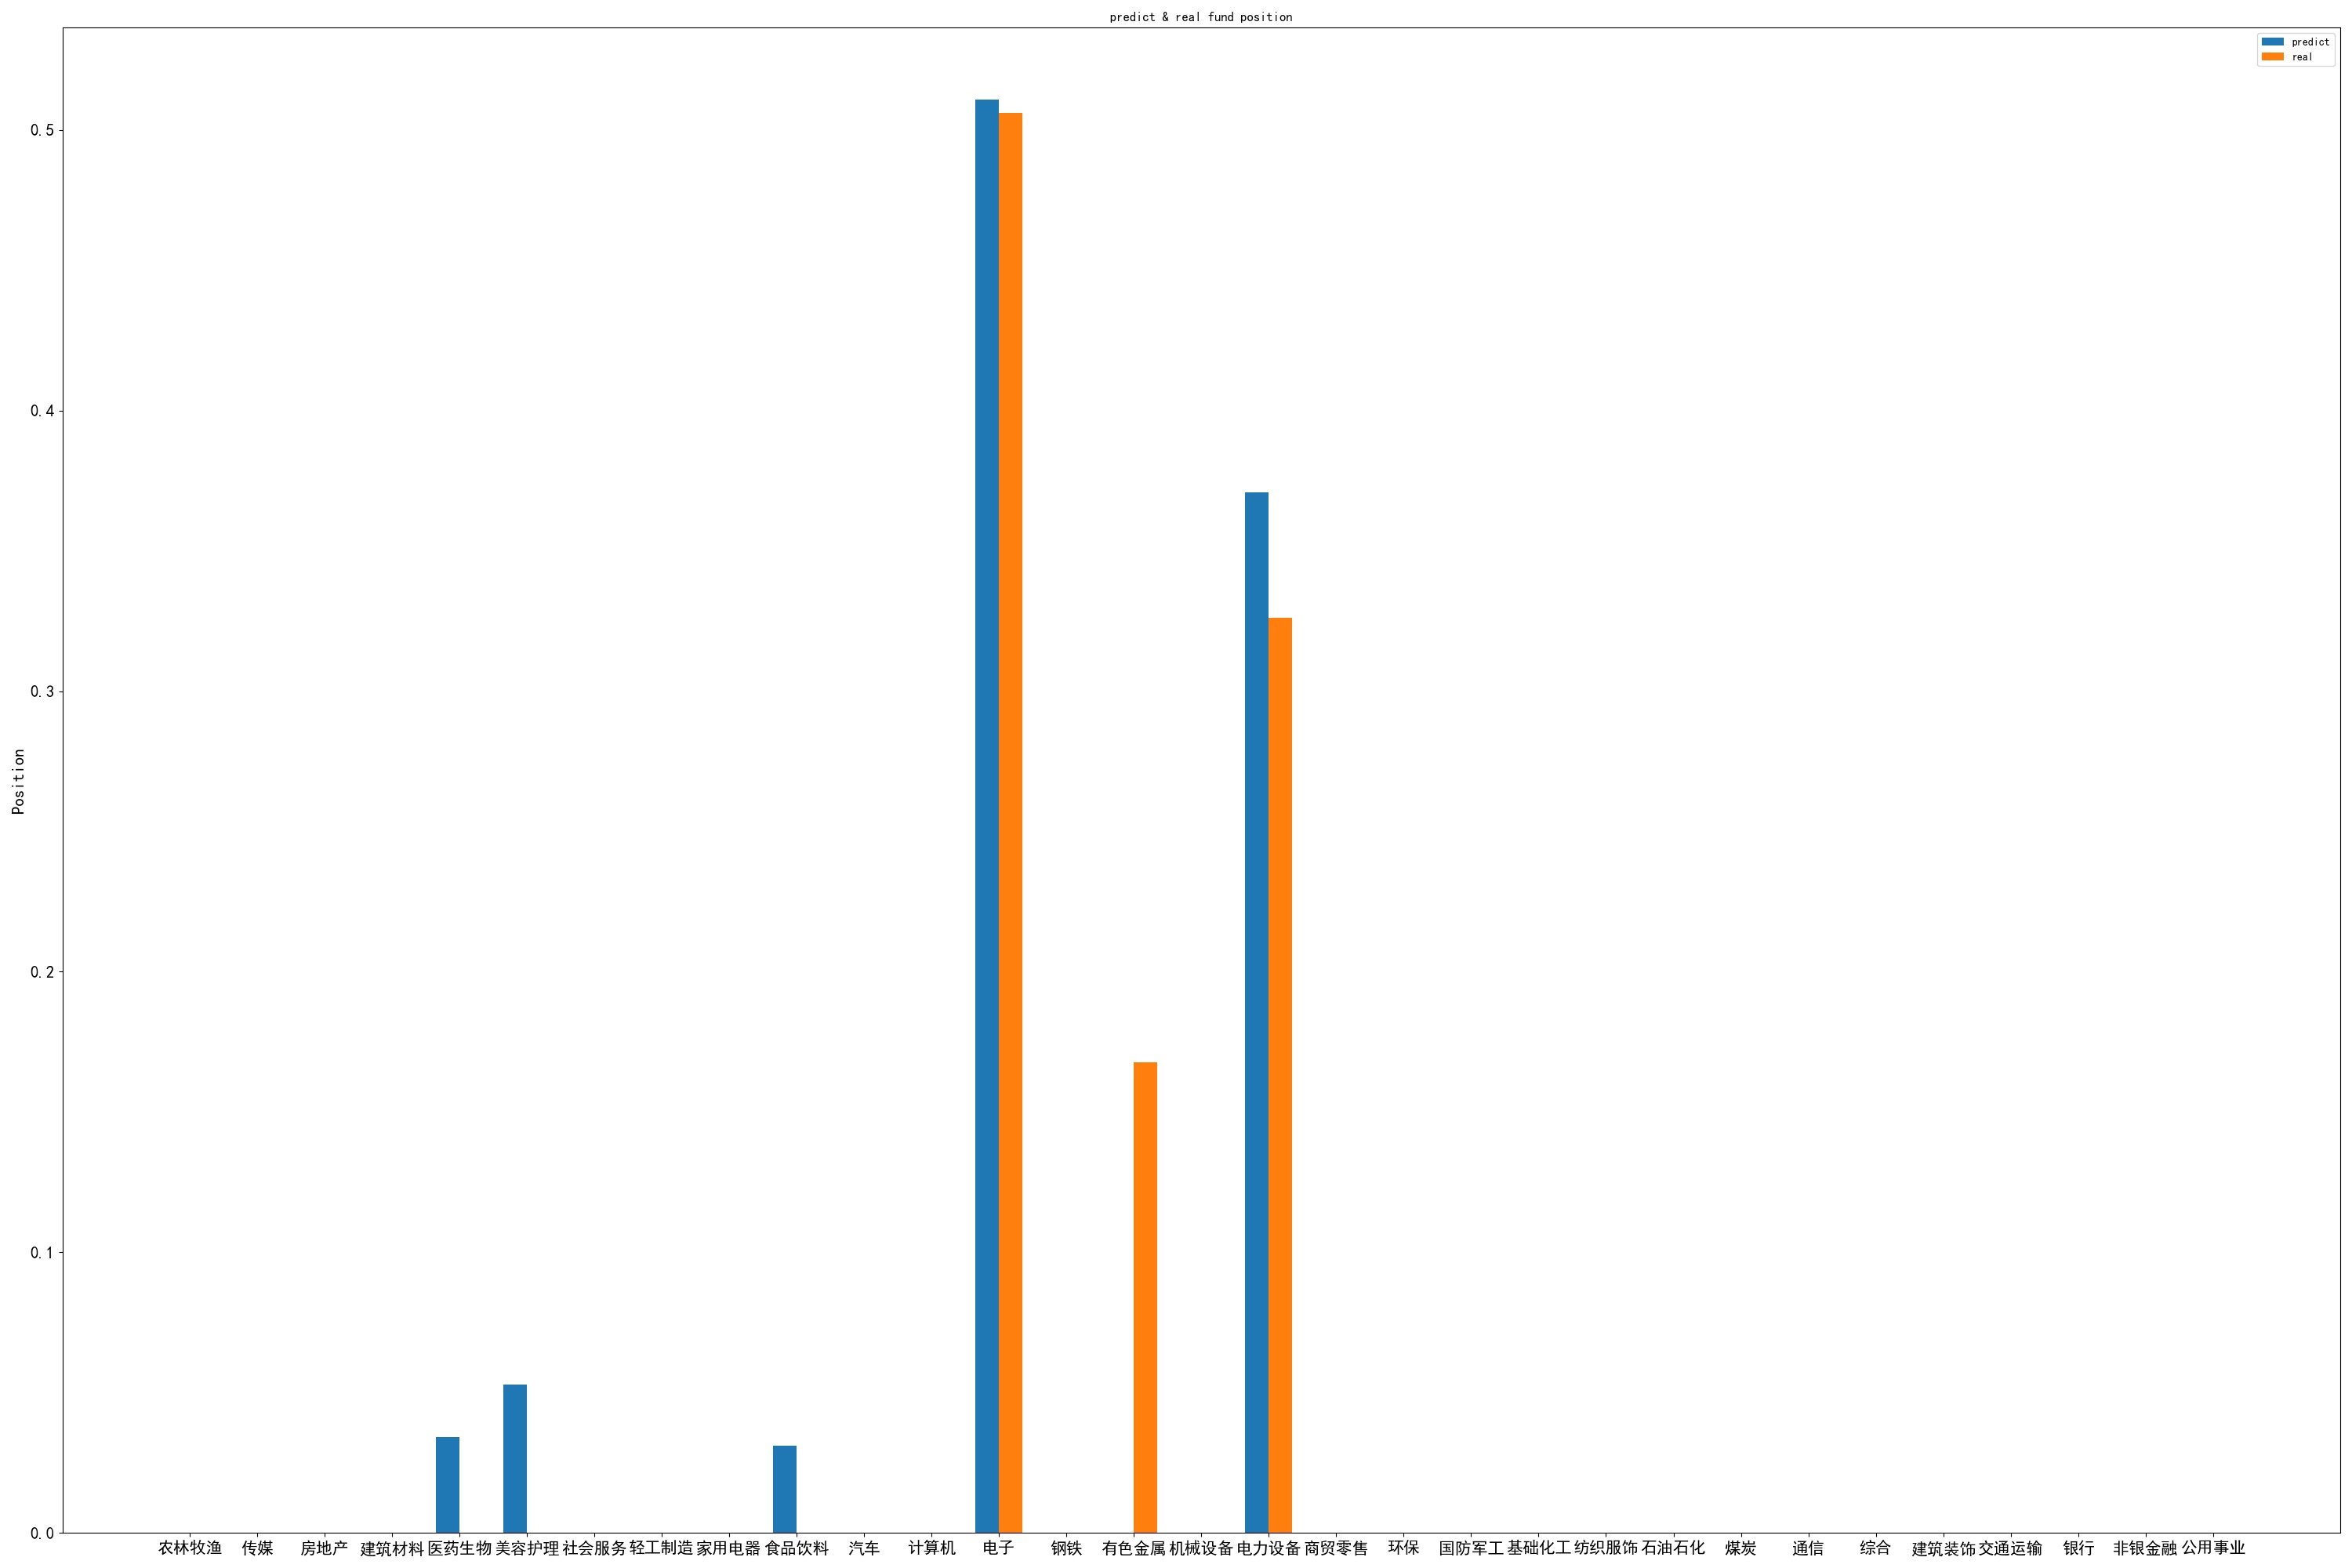 predict & real fund position
predict
real
Position
0.5
0.4
0.3
0.2
0.1
0.0
农林牧渔 传媒 房地产 建筑材料 医药生物 美容护理 社会服务 轻工制造 家用电器 食品饮料 汽车 计算机 电子 钢铁 有色金属 机械设备 电力设备 商贸零售 环保 国防军工 基础化工 纺织服饰 石油石化 煤炭 通信 综合 建筑装饰 交通运输 银行 非银金融 公用事业